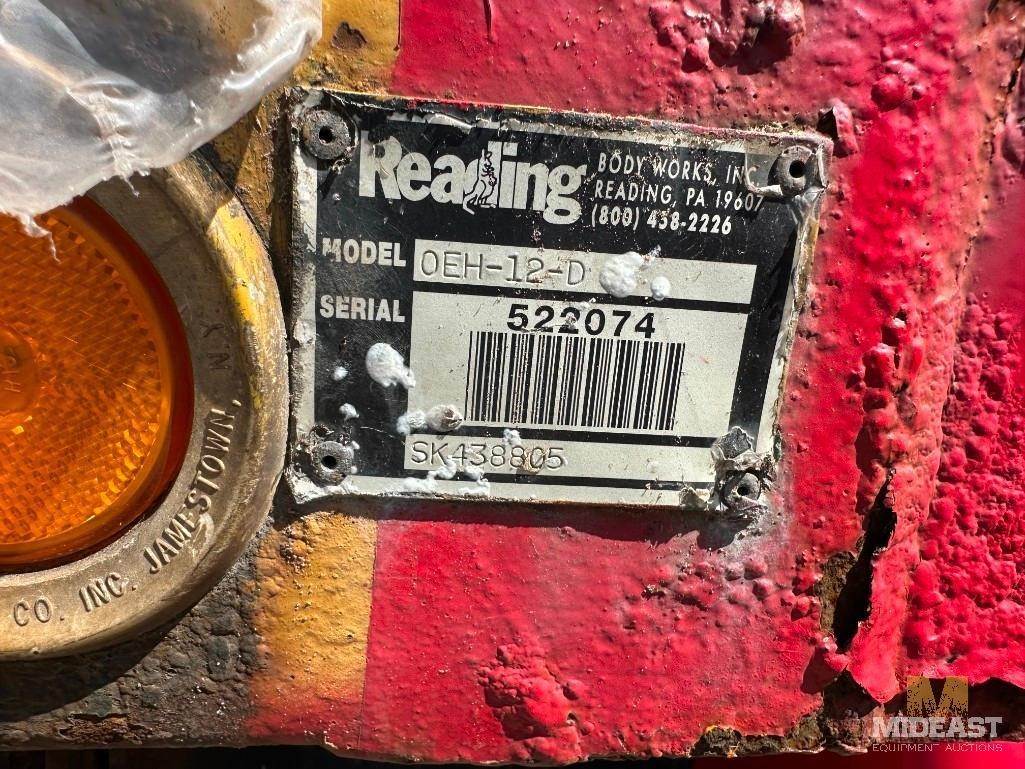 Reading
BODY WORKS, INC.
READING, PA 19607
(800) 458-2226
MODEL OEH-12-D
SERIAL 522074
SK438805
CO. INC. JAMESTOWN, N.Y.
MIDEAST
EQUIPMENT AUCTIONS